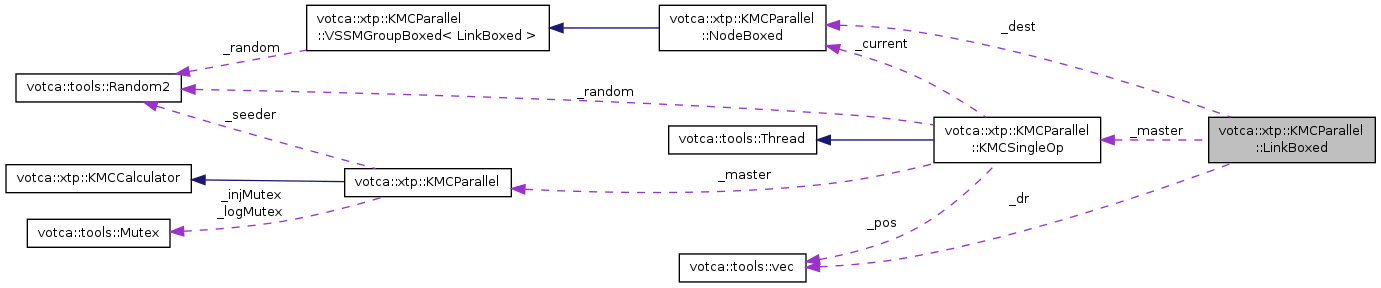 votca::xtp::KMCParallel
::VSSMGroupBoxed< LinkBoxed >
votca::xtp::KMCParallel
::NodeBoxed
_dest
_current
_random
votca::tools::Random2
_random
_seeder
votca::tools::Thread
votca::xtp::KMCParallel
::KMCSingleOp
_master
votca::xtp::KMCParallel
::LinkBoxed
votca::xtp::KMCCalculator
votca::xtp::KMCParallel
_master
_injMutex
_logMutex
_dr
_pos
votca::tools::Mutex
votca::tools::vec